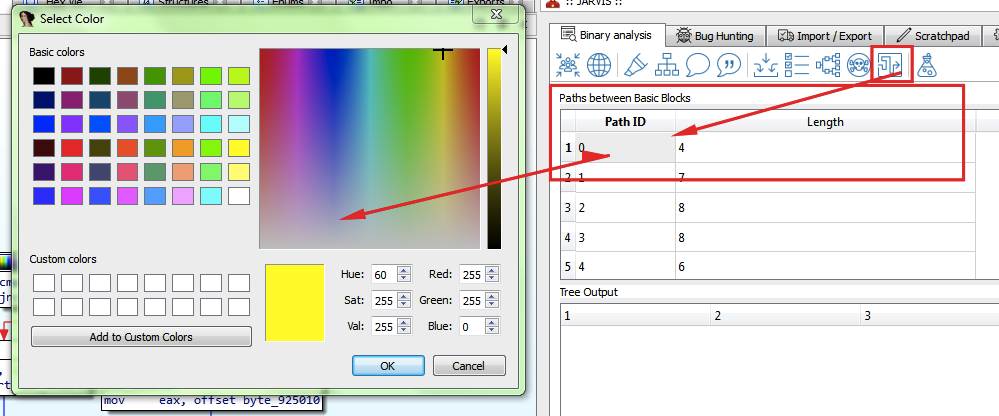 Hex Vie
Structures
Enums
Impo
Exports
Select Color
:: JARVIS ::
Basic colors
Binary analysis
Bug Hunting
Import / Export
Scratchpad
Paths between Basic Blocks
Path ID Length
1 0 4
2 1 7
3 2 8
4 3 8
5 4 6
Custom colors
Hue: 60 Red: 255
Sat: 255 Green: 255
Val: 255 Blue: 0
Add to Custom Colors
OK Cancel
Tree Output
1 2 3
cm
jn
rt
mov eax, offset byte_925010